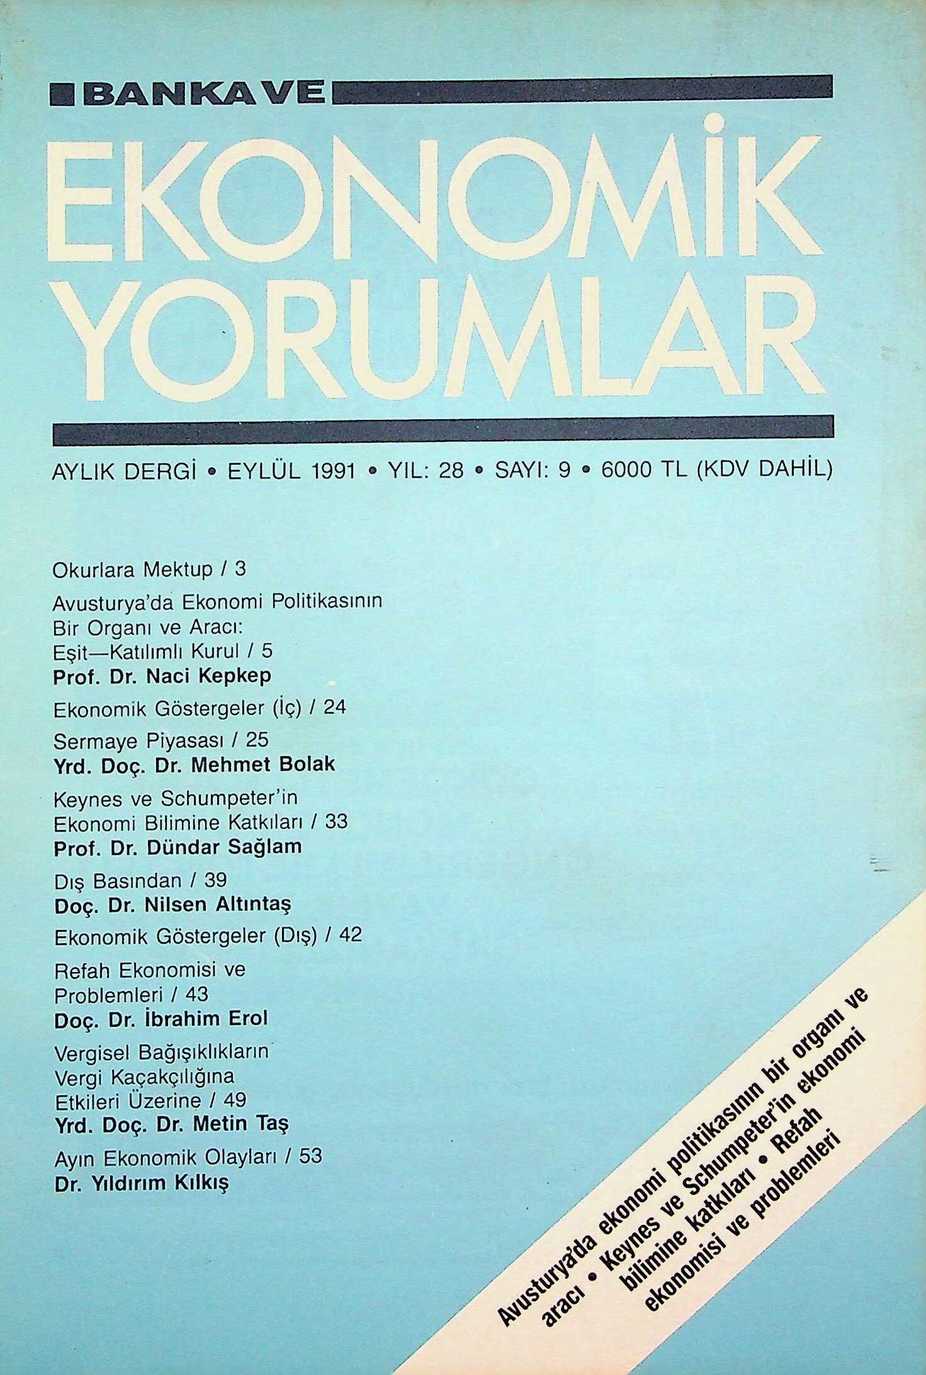 BANKA VE
EKONOMİK
YORUMLAR
AYLIK DERGİ • EYLÜL 1991 • YIL: 28 • SAYI: 9 • 6000 TL (KDV DAHİL)
Okurlara Mektup / 3
Avusturya'da Ekonomi Politikasının
Bir Organı ve Aracı:
Eşit—Katılımlı Kurul / 5
Prof. Dr. Naci Kepkep
Ekonomik Göstergeler (İç) / 24
Sermaye Piyasası / 25
Yrd. Doç. Dr. Mehmet Bolak
Keynes ve Schumpeter'in
Ekonomi Bilimine Katkıları / 33
Prof. Dr. Dündar Sağlam
Dış Basından / 39
Doç. Dr. Nilsen Altıntaş
Ekonomik Göstergeler (Dış) / 42
Refah Ekonomisi ve
Problemleri / 43
Doç. Dr. İbrahim Erol
Vergisel Bağışıklıkların
Vergi Kaçakçılığına
Etkileri Üzerine / 49
Yrd. Doç. Dr. Metin Taş
Ayın Ekonomik Olayları / 53
Dr. Yıldırım Kılkış
Avusturya'da ekonomi politikasının bir organı ve
aracı • Keynes ve Schumpeter'in ekonomi
bilimine katkıları • Refah
ekonomisi ve problemleri